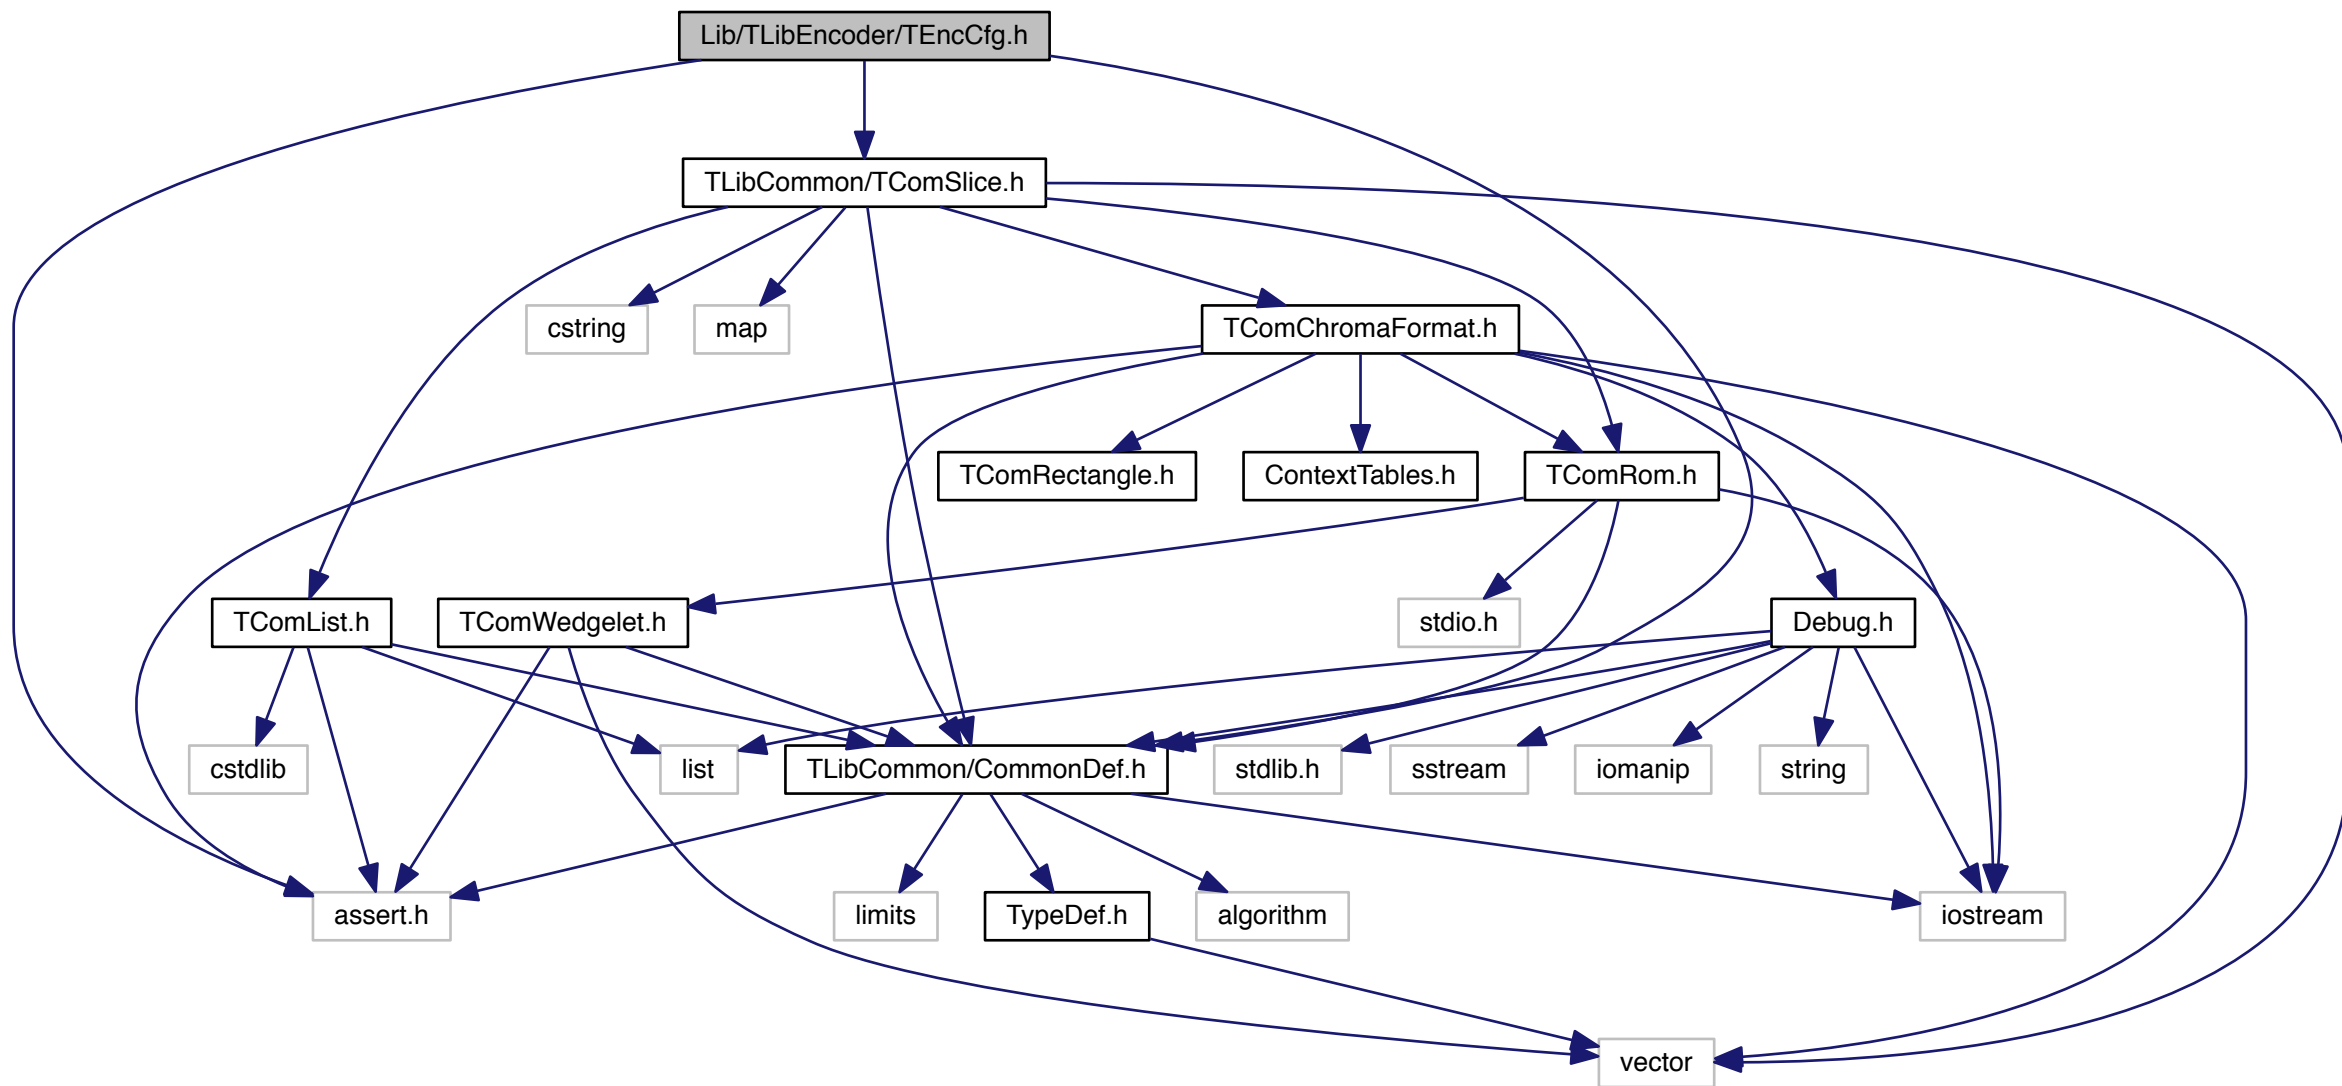 Lib/TLibEncoder/TEncCfg.h
TLibCommon/TComSlice.h
cstring
map
TComChromaFormat.h
TComRectangle.h
ContextTables.h
TComRom.h
TComList.h
TComWedgelet.h
stdio.h
Debug.h
cstdlib
list
TLibCommon/CommonDef.h
stdlib.h
sstream
iomanip
string
assert.h
limits
TypeDef.h
algorithm
iostream
vector